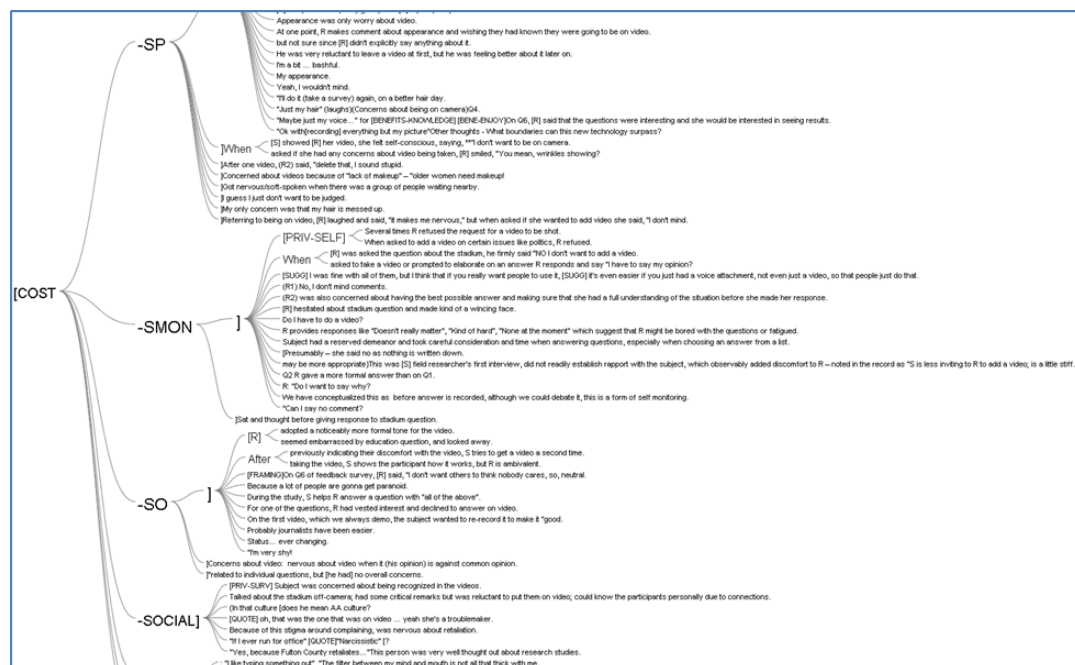 Appearance was only worry about video.
At one point, R makes comment about appearance and wishing they had known they were going to be on video.
but not sure since [R] didn't explicitly say anything about it.
He was very reluctant to leave a video at first, but he was feeling better about it later on.
I'm a bit ... bashful.
My appearance.
Yeah, I wouldn't mind.
"I'll do it (take a survey) again, on a better hair day.
"Just my hair" (laughs)(Concerns about being on camera)Q4.
"Maybe just my voice..." for [BENEFITS-KNOWLEDGE] [BENE-ENJOY]On Q6, [R] said that the questions were interesting and she would be interested in seeing results.
"Ok with[recording] everything but my picture"Other thoughts - What boundaries can this new technology surpass?
-SP
]When
[S] showed [R] her video, she felt self-conscious, saying, ""I don't want to be on camera.
asked if she had any concerns about video being taken, [R] smiled, "You mean, wrinkles showing?
]After one video, (R2) said, "delete that, I sound stupid.
]Concerned about videos because of "lack of makeup" – "older women need makeup!
]Got nervous/soft-spoken when there was a group of people waiting nearby.
]I guess I just don't want to be judged.
]My only concern was that my hair is messed up.
]Referring to being on video, [R] laughed and said, "it makes me nervous," but when asked if she wanted to add video she said, "I don't mind.
[COST
-SMON
]
[PRIV-SELF]
Several times R refused the request for a video to be shot.
When asked to add a video on certain issues like politics, R refused.
When
[R] was asked the question about the stadium, he firmly said "NO I don't want to add a video.
asked to take a video or prompted to elaborate on an answer R responds and say "I have to say my opinion?
[SUGG] I was fine with all of them, but I think that if you really want people to use it, [SUGG] it's even easier if you just had a voice attachment, not even just a video, so that people just do that.
(R1) No, I don't mind comments.
(R2) was also concerned about having the best possible answer and making sure that she had a full understanding of the situation before she made her response.
[R] hesitated about stadium question and made kind of a wincing face.
Do I have to do a video?
R provides responses like "Doesn't really matter", "Kind of hard", "None at the moment" which suggest that R might be bored with the questions or fatigued.
Subject had a reserved demeanor and took careful consideration and time when answering questions, especially when choosing an answer from a list.
[Presumably – she said no as nothing is written down.
may be more appropriate)This was [S] field researcher's first interview, did not readily establish rapport with the subject, which observably added discomfort to R – noted in the record as "S is less inviting to R to add a video; is a little stiff.
Q2 R gave a more formal answer than on Q1.
R: "Do I want to say why?
We have conceptualized this as before answer is recorded, although we could debate it, this is a form of self monitoring.
"Can I say no comment?
]Sat and thought before giving response to stadium question.
-SO
]
[R]
adopted a noticeably more formal tone for the video.
seemed embarrassed by education question, and looked away.
After
previously indicating their discomfort with the video, S tries to get a video a second time.
taking the video, S shows the participant how it works, but R is ambivalent.
[FRAMING]On Q6 of feedback survey, [R] said, "I don't want others to think nobody cares, so, neutral.
Because a lot of people are gonna get paranoid.
During the study, S helps R answer a question with "all of the above".
For one of the questions, R had vested interest and declined to answer on video.
On the first video, which we always demo, the subject wanted to re-record it to make it "good.
Probably journalists have been easier.
Status... ever changing.
"I'm very shy!
]Concerns about video: nervous about video when it (his opinion) is against common opinion.
]"related to individual questions, but [he had] no overall concerns.
-SOCIAL]
[PRIV-SURV] Subject was concerned about being recognized in the videos.
Talked about the stadium off-camera; had some critical remarks but was reluctant to put them on video; could know the participants personally due to connections.
(In that culture [does he mean AA culture?
[QUOTE] oh, that was the one that was on video ... yeah she's a troublemaker.
Because of this stigma around complaining, was nervous about retaliation.
"If I ever run for office" [QUOTE]"Narcissistic" [?
"Yes, because Fulton County retaliates..."This person was very well thought out about research studies.
"I like typing something out". "The filter between my mind and mouth is not all that thick with me.